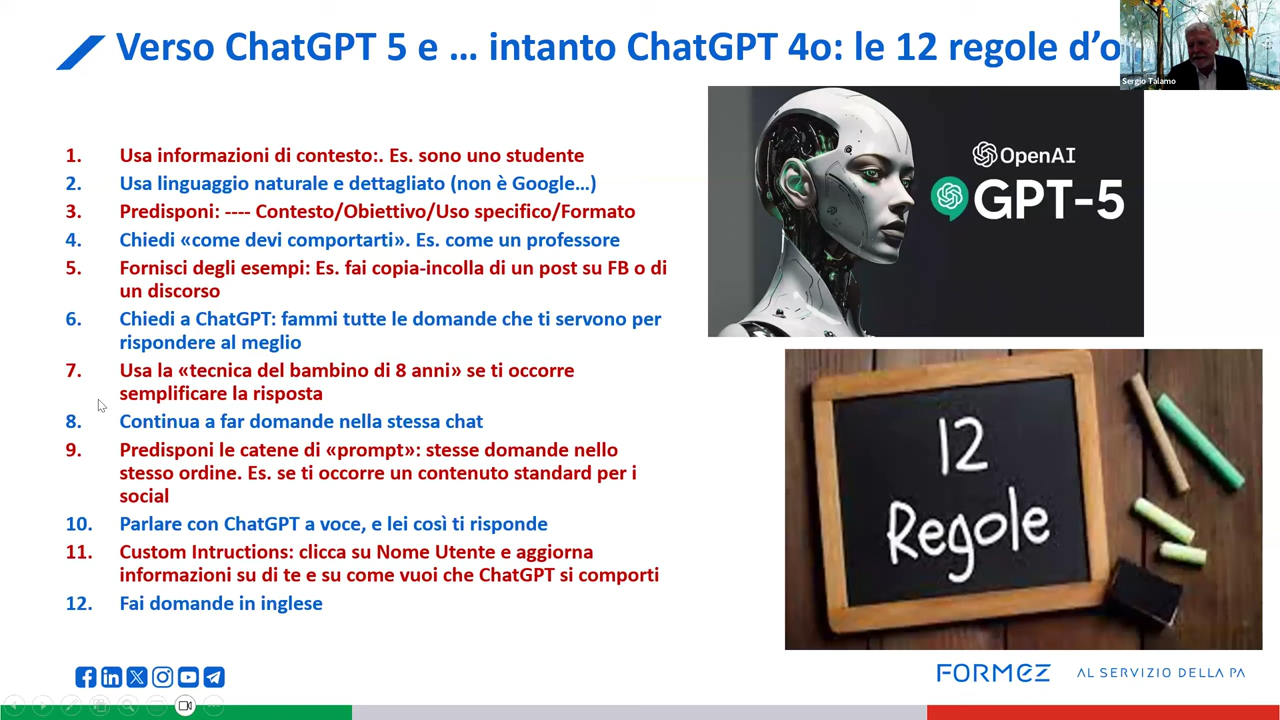 Verso ChatGPT 5 e … intanto ChatGPT 4o: le 12 regole d’o
Sergio Talamo
1. Usa informazioni di contesto:. Es. sono uno studente
2. Usa linguaggio naturale e dettagliato (non è Google…)
3. Predisponi: ---- Contesto/Obiettivo/Uso specifico/Formato
4. Chiedi «come devi comportarti». Es. come un professore
5. Fornisci degli esempi: Es. fai copia-incolla di un post su FB o di
un discorso
6. Chiedi a ChatGPT: fammi tutte le domande che ti servono per
rispondere al meglio
7. Usa la «tecnica del bambino di 8 anni» se ti occorre
semplificare la risposta
8. Continua a far domande nella stessa chat
9. Predisponi le catene di «prompt»: stesse domande nello
stesso ordine. Es. se ti occorre un contenuto standard per i
social
10. Parlare con ChatGPT a voce, e lei così ti risponde
11. Custom Intructions: clicca su Nome Utente e aggiorna
informazioni su di te e su come vuoi che ChatGPT si comporti
12. Fai domande in inglese
OpenAI
GPT-5
12
Regole
FORMEZ AL SERVIZIO DELLA PA